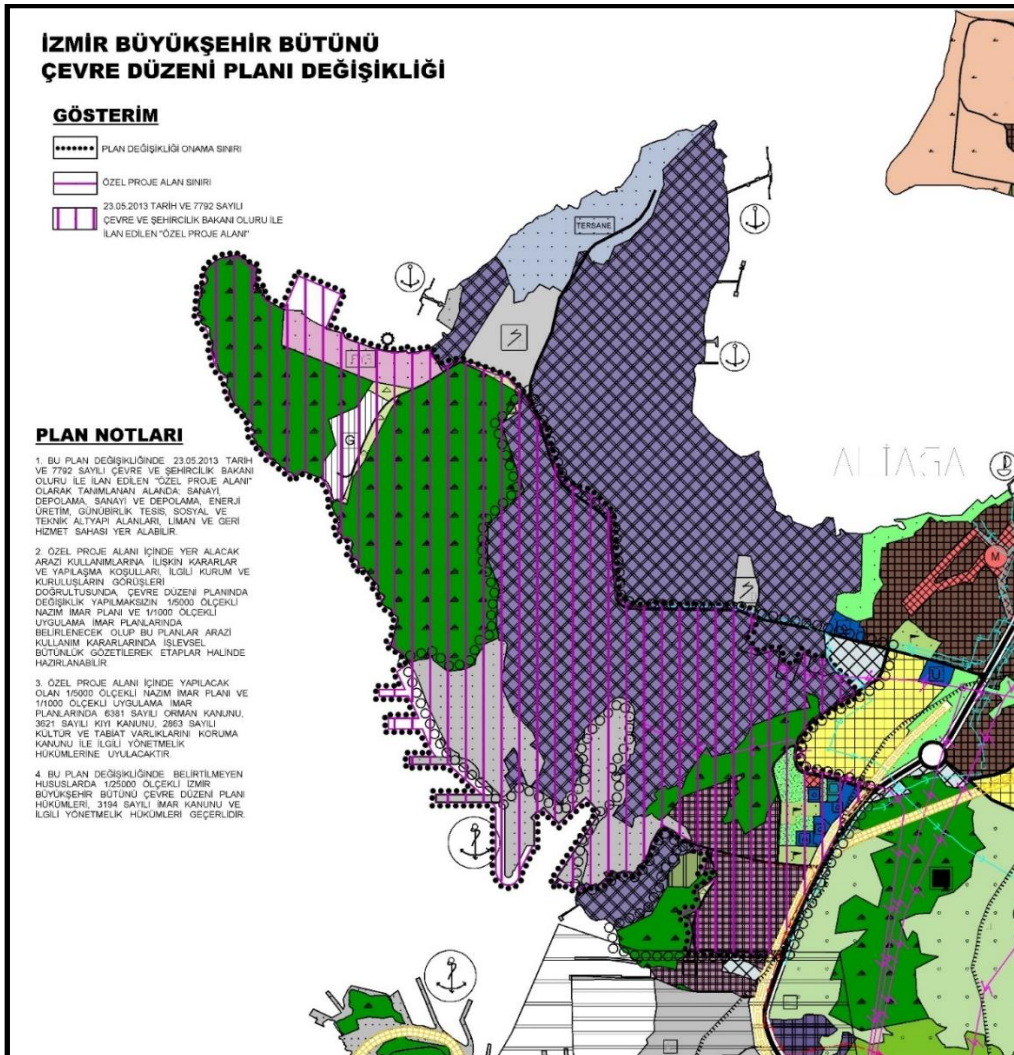 İZMİR BÜYÜKŞEHİR BÜTÜNÜ
ÇEVRE DÜZENİ PLANI DEĞİŞİKLİĞİ
GÖSTERİM
PLAN DEĞİŞİKLİĞİ ONAMA SINIRI
ÖZEL PROJE ALAN SINIRI
23.05.2013 TARİH VE 7792 SAYILI
ÇEVRE VE ŞEHİRCİLİK BAKANI OLURU İLE
İLAN EDİLEN "ÖZEL PROJE ALANI"
TERSANE
G
PLAN NOTLARI
1. BU PLAN DEĞİŞİKLİĞİNDE 23.05.2013 TARİH
VE 7792 SAYILI ÇEVRE VE ŞEHİRCİLİK BAKANI
OLURU İLE İLAN EDİLEN "ÖZEL PROJE ALANI"
OLARAK TANIMLANAN ALANDA; SANAYİ,
DEPOLAMA, SANAYİ VE DEPOLAMA, ENERJİ
ÜRETİM, GÜNÜBİRLİK TESİS, SOSYAL VE
TEKNİK ALTYAPI ALANLARI, LİMAN VE GERİ
HİZMET SAHASI YER ALABİLİR.
2. ÖZEL PROJE ALANI İÇİNDE YER ALACAK
ARAZİ KULLANIMLARINA İLİŞKİN KARARLAR
VE YAPILAŞMA KOŞULLARI, İLGİLİ KURUM VE
KURULUŞLARIN GÖRÜŞLERİ
DOĞRULTUSUNDA, ÇEVRE DÜZENİ PLANINDA
DEĞİŞİKLİK YAPILMAKSIZIN 1/5000 ÖLÇEKLİ
NAZIM İMAR PLANI VE 1/1000 ÖLÇEKLİ
UYGULAMA İMAR PLANLARINDA
BELİRLENECEK OLUP BU PLANLAR ARAZİ
KULLANIM KARARLARINDA İŞLEVSEL
BÜTÜNLÜK GÖZETİLEREK ETAPLAR HALİNDE
HAZIRLANABİLİR.
3. ÖZEL PROJE ALANI İÇİNDE YAPILACAK
OLAN 1/5000 ÖLÇEKLİ NAZIM İMAR PLANI VE
1/1000 ÖLÇEKLİ UYGULAMA İMAR
PLANLARINDA 6381 SAYILI ORMAN KANUNU,
3621 SAYILI KIYI KANUNU, 2863 SAYILI
KÜLTÜR VE TABİAT VARLIKLARINI KORUMA
KANUNU İLE İLGİLİ YÖNETMELİK
HÜKÜMLERİNE UYULACAKTIR.
4. BU PLAN DEĞİŞİKLİĞİNDE BELİRTİLMEYEN
HUSUSLARDA 1/25000 ÖLÇEKLİ İZMİR
BÜYÜKŞEHİR BÜTÜNÜ ÇEVRE DÜZENİ PLANI
HÜKÜMLERİ, 3194 SAYILI İMAR KANUNU VE
İLGİLİ YÖNETMELİK HÜKÜMLERİ GEÇERLİDİR.
M